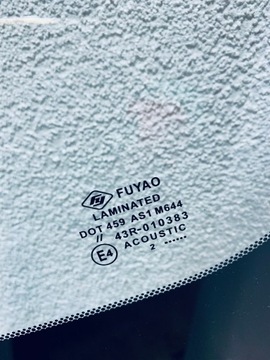 FUYAO
LAMINATED
DOT 459 AS1 M644
// 43R-010383
E4 ACOUSTIC
2 ······